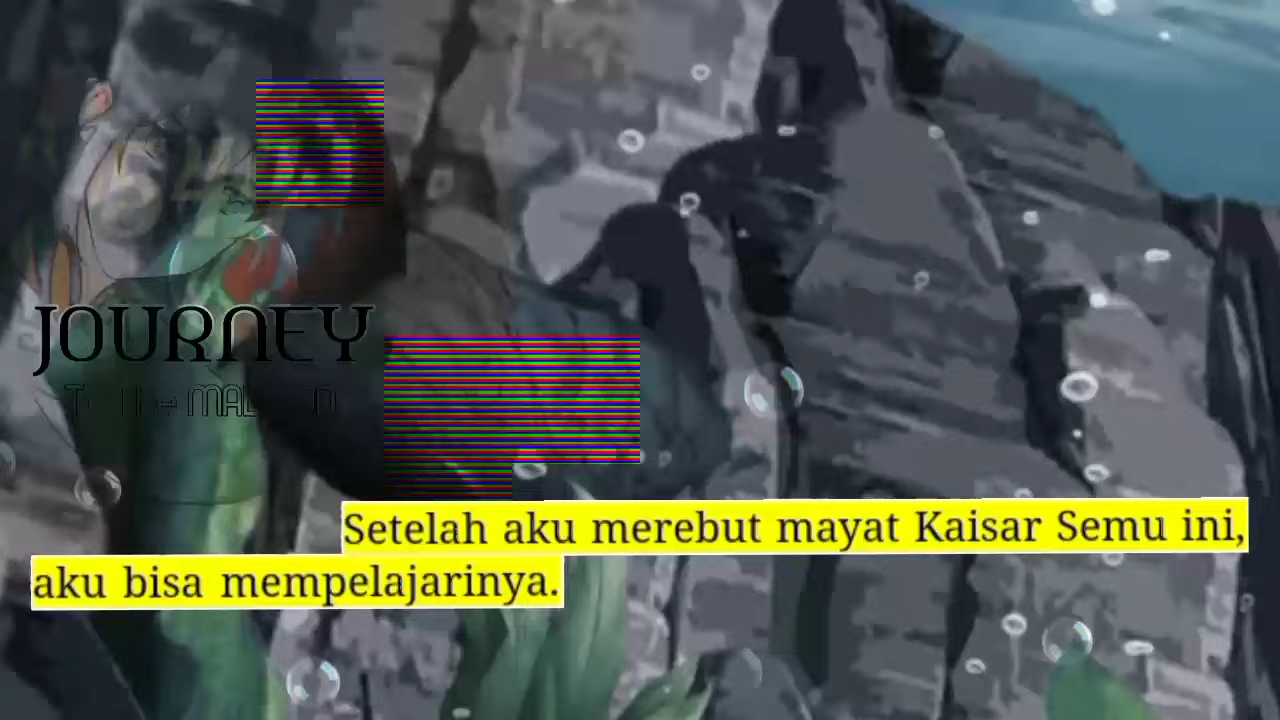 JOURNEY
Setelah aku merebut mayat Kaisar Semu ini,
aku bisa mempelajarinya.